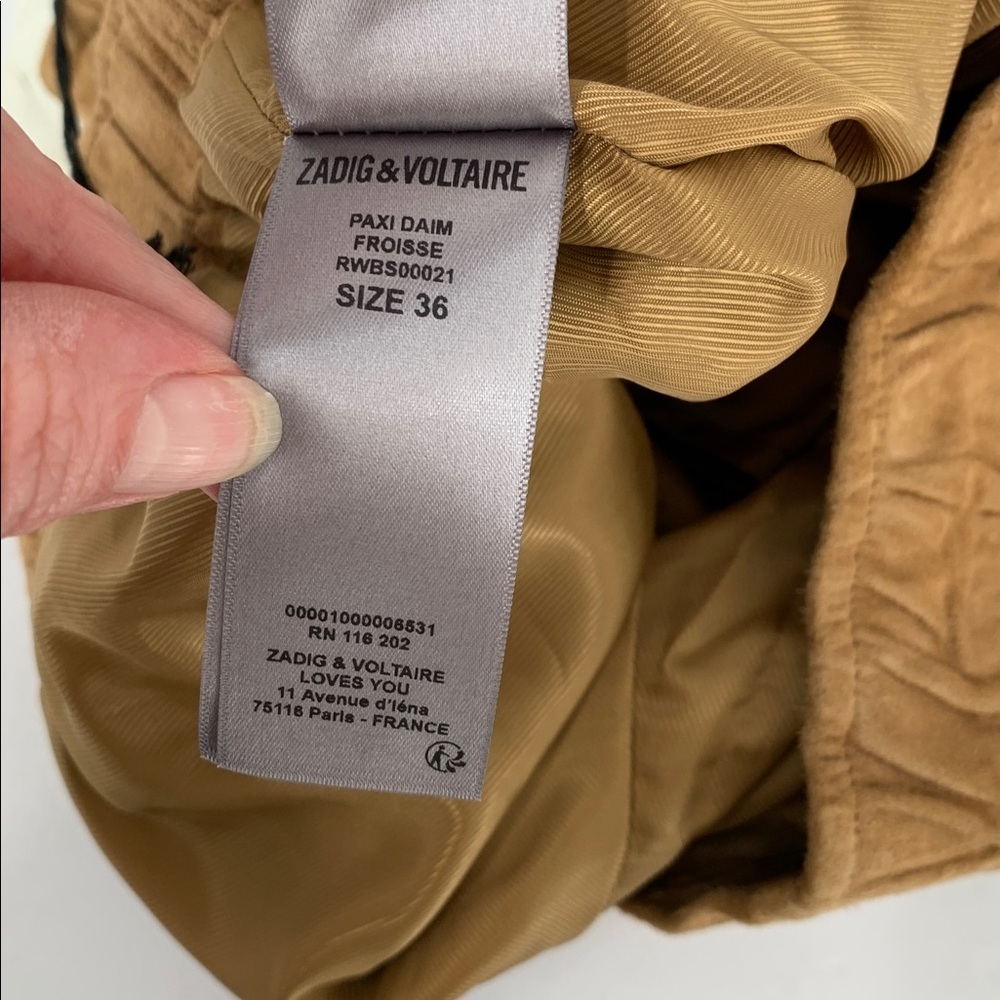 ZADIG&VOLTAIRE
PAXI DAIM
FROISSE
RWBS00021
SIZE 36
00001000006531
RN 116 202
ZADIG & VOLTAIRE
LOVES YOU
11 Avenue d'Iéna
75116 Paris - FRANCE